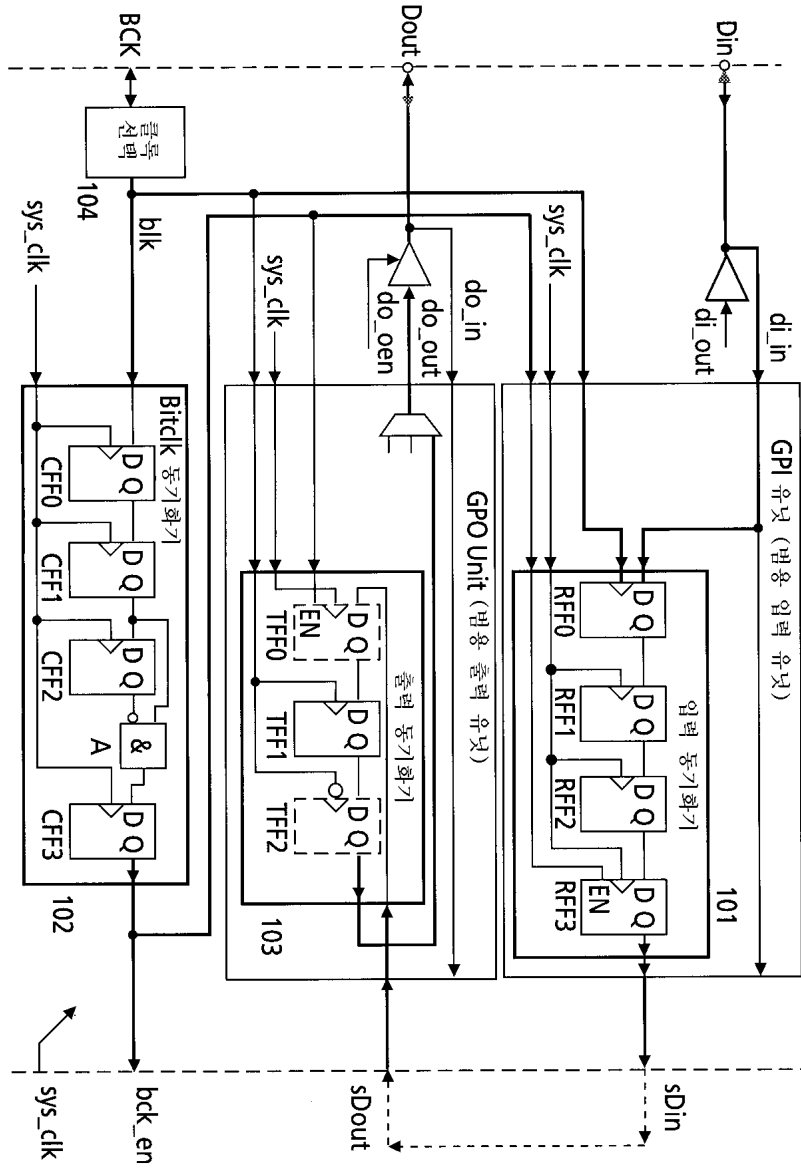 Din
di_in
di_out
sys_clk
GPI 유닛 (범용 입력 유닛)
입력 동기화기
101
D Q
RFF0
D Q
RFF1
D Q
RFF2
D Q
EN
RFF3
sDin
Dout
do_in
do_out
do_oen
sys_clk
GPO Unit (범용 출력 유닛)
출력 동기화기
103
D Q
EN
TFF0
D Q
TFF1
D Q
TFF2
sDout
BCK
클록
선택
104
blk
sys_clk
Bitclk 동기화기
102
D Q
CFF0
D Q
CFF1
D Q
CFF2
&
A
D Q
CFF3
bck_en
sys_clk